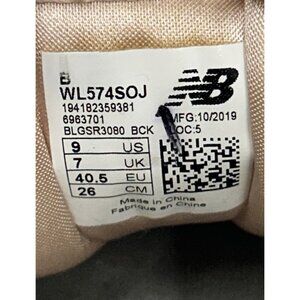 B
WL574SOJ
194182359381
6963701
BLGSR3080 BCK
9 US
7 UK
40.5 EU
26 CM
NB
MFG:10/2019
LOC:5
Made in China
Fabriqué en Chine